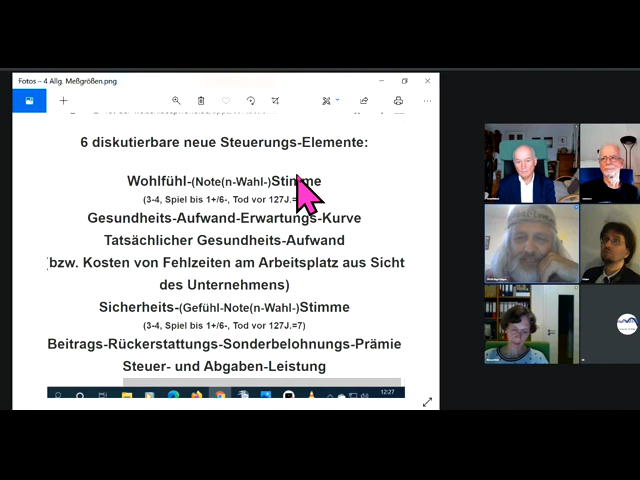 Fotos – 4 Allg. Meßgrößen.png
6 diskutierbare neue Steuerungs-Elemente:
Wohlfühl-(Note(n-Wahl-)Stimme
(3-4, Spiel bis 1+/6-, Tod vor 127J.=
Gesundheits-Aufwand-Erwartungs-Kurve
Tatsächlicher Gesundheits-Aufwand
bzw. Kosten von Fehlzeiten am Arbeitsplatz aus Sicht
des Unternehmens)
Sicherheits-(Gefühl-Note(n-Wahl-)Stimme
(3-4, Spiel bis 1+/6-, Tod vor 127J.=7)
Beitrags-Rückerstattungs-Sonderbelohnungs-Prämie
Steuer- und Abgaben-Leistung
12:27